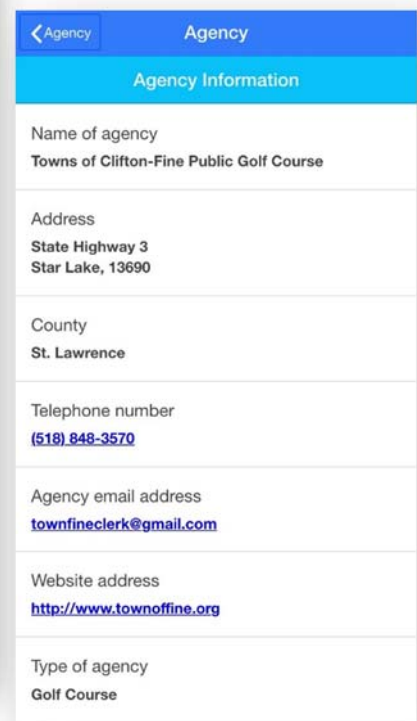 Agency
Agency
Agency Information
Name of agency
Towns of Clifton-Fine Public Golf Course
Address
State Highway 3
Star Lake, 13690
County
St. Lawrence
Telephone number
(518) 848-3570
Agency email address
townfineclerk@gmail.com
Website address
http://www.townoffine.org
Type of agency
Golf Course